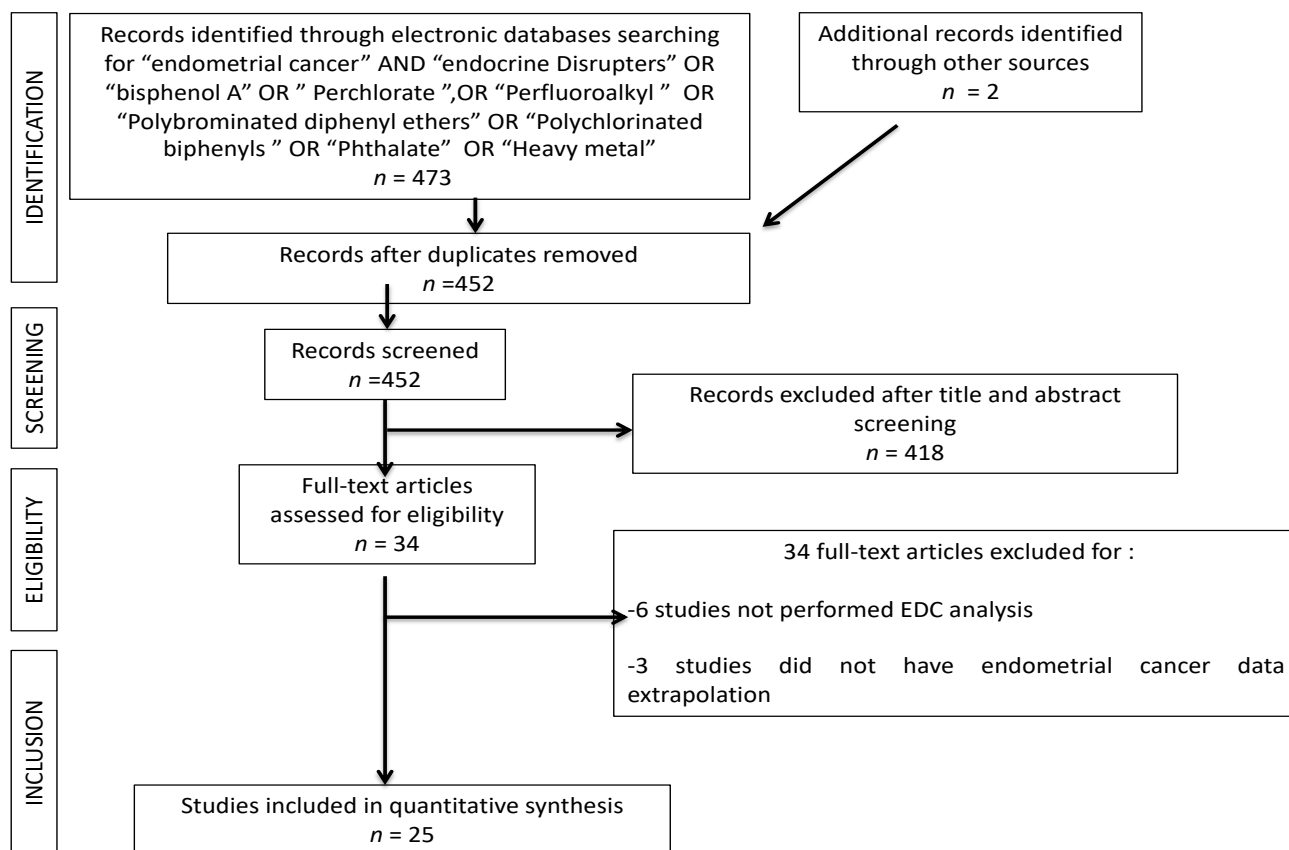 IDENTIFICATION
Records identified through electronic databases searching
for “endometrial cancer” AND “endocrine Disrupters” OR
“bisphenol A” OR ” Perchlorate ”,OR “Perfluoroalkyl ” OR
“Polybrominated diphenyl ethers” OR “Polychlorinated
biphenyls ” OR “Phthalate” OR “Heavy metal”
n = 473
Additional records identified
through other sources
n = 2
Records after duplicates removed
n =452
SCREENING
Records screened
n =452
Records excluded after title and abstract
screening
n = 418
ELIGIBILITY
Full-text articles
assessed for eligibility
n = 34
34 full-text articles excluded for :
-6 studies not performed EDC analysis
-3 studies did not have endometrial cancer data
extrapolation
INCLUSION
Studies included in quantitative synthesis
n = 25